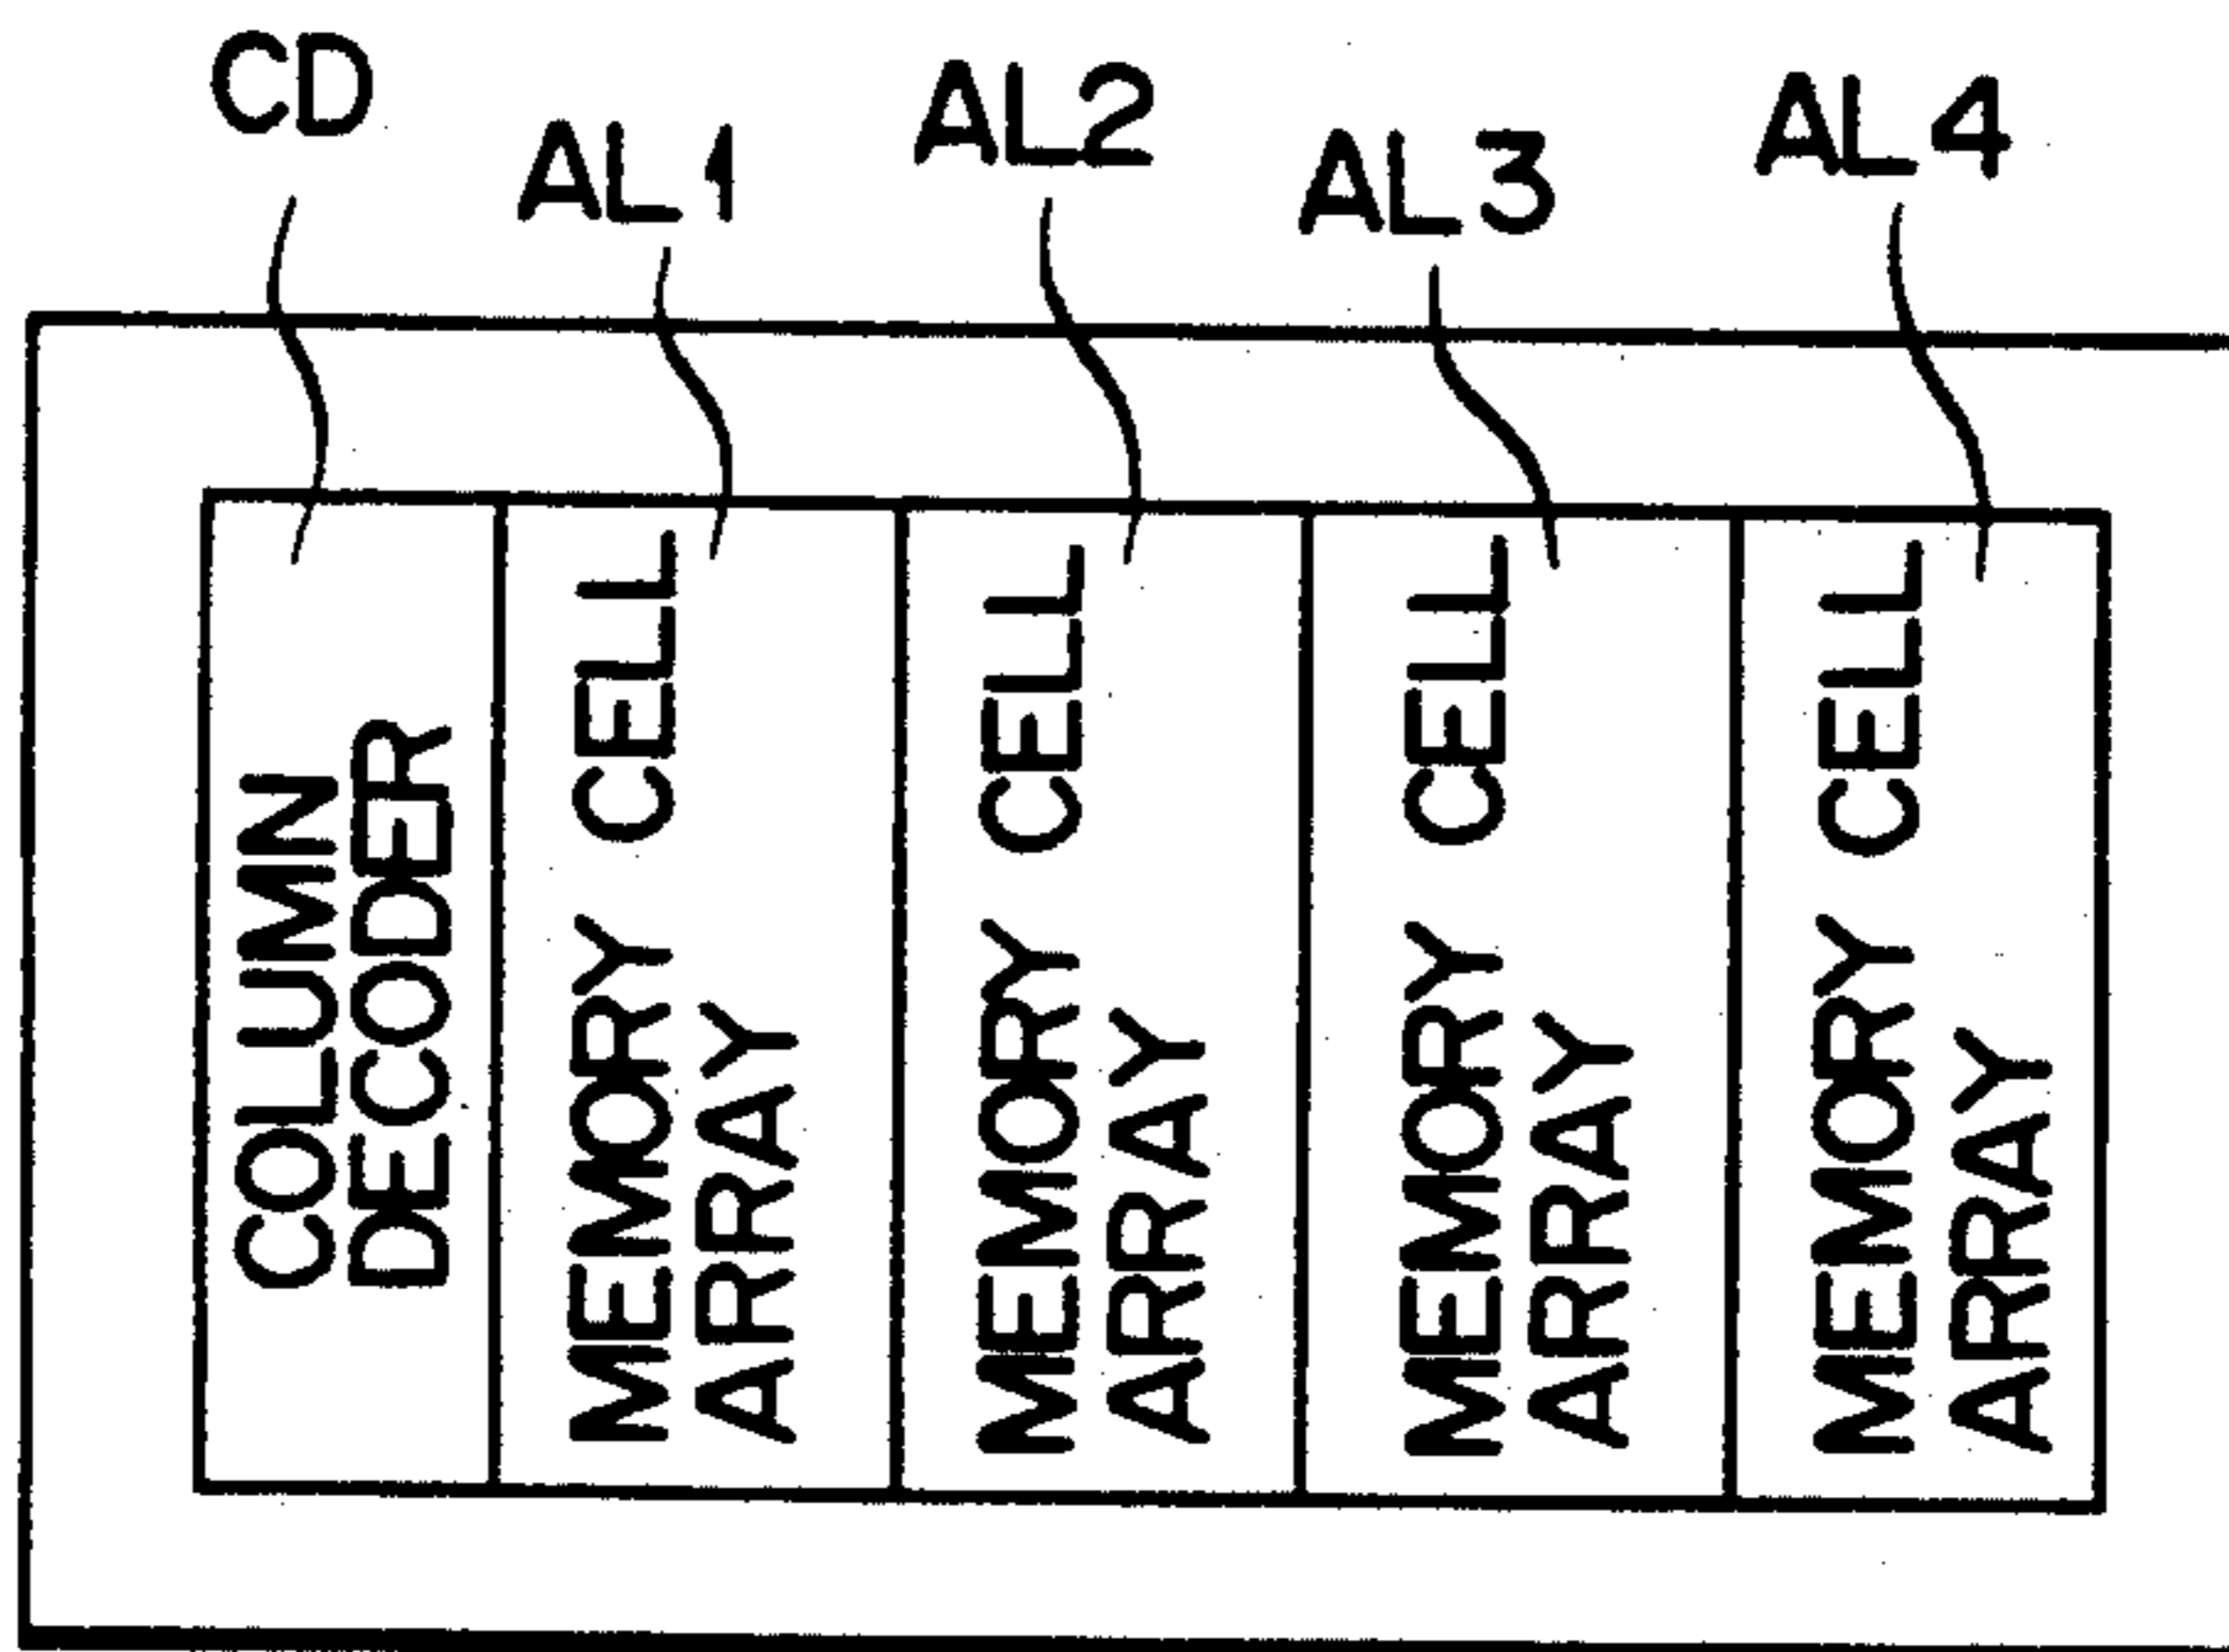 CD
AL1
AL2
AL3
AL4
COLUMN
DECODER
MEMORY CELL
ARRAY
MEMORY CELL
ARRAY
MEMORY CELL
ARRAY
MEMORY CELL
ARRAY